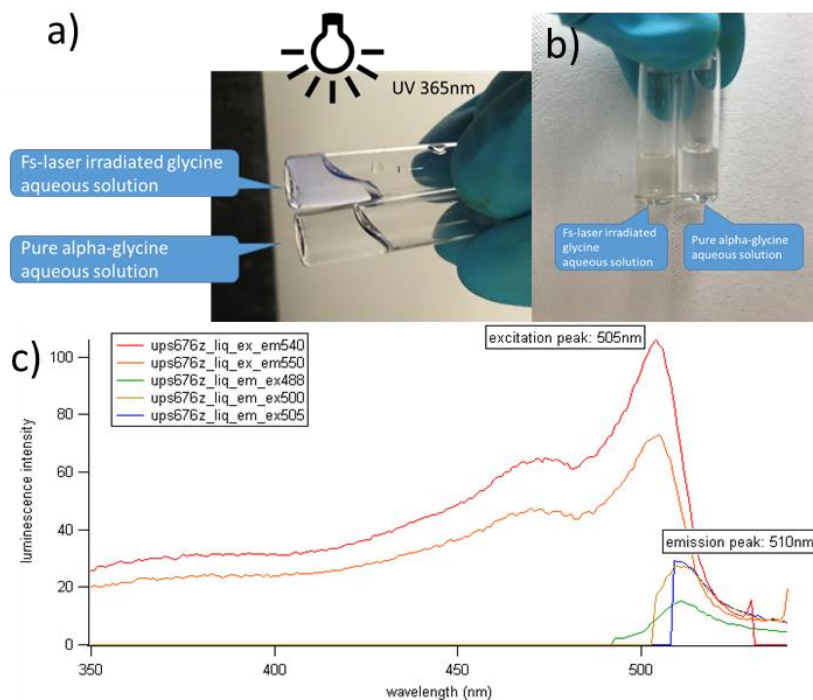 a)
UV 365nm
Fs-laser irradiated glycine
aqueous solution
Pure alpha-glycine
aqueous solution
b)
Fs-laser irradiated
glycine
aqueous solution
Pure alpha-glycine
aqueous solution
c)
100
80
60
40
20
0
luminescence intensity
ups676z_liq_ex_em540
ups676z_liq_ex_em550
ups676z_liq_em_ex488
ups676z_liq_em_ex500
ups676z_liq_em_ex505
excitation peak: 505nm
emission peak: 510nm
350
400
450
500
wavelength (nm)